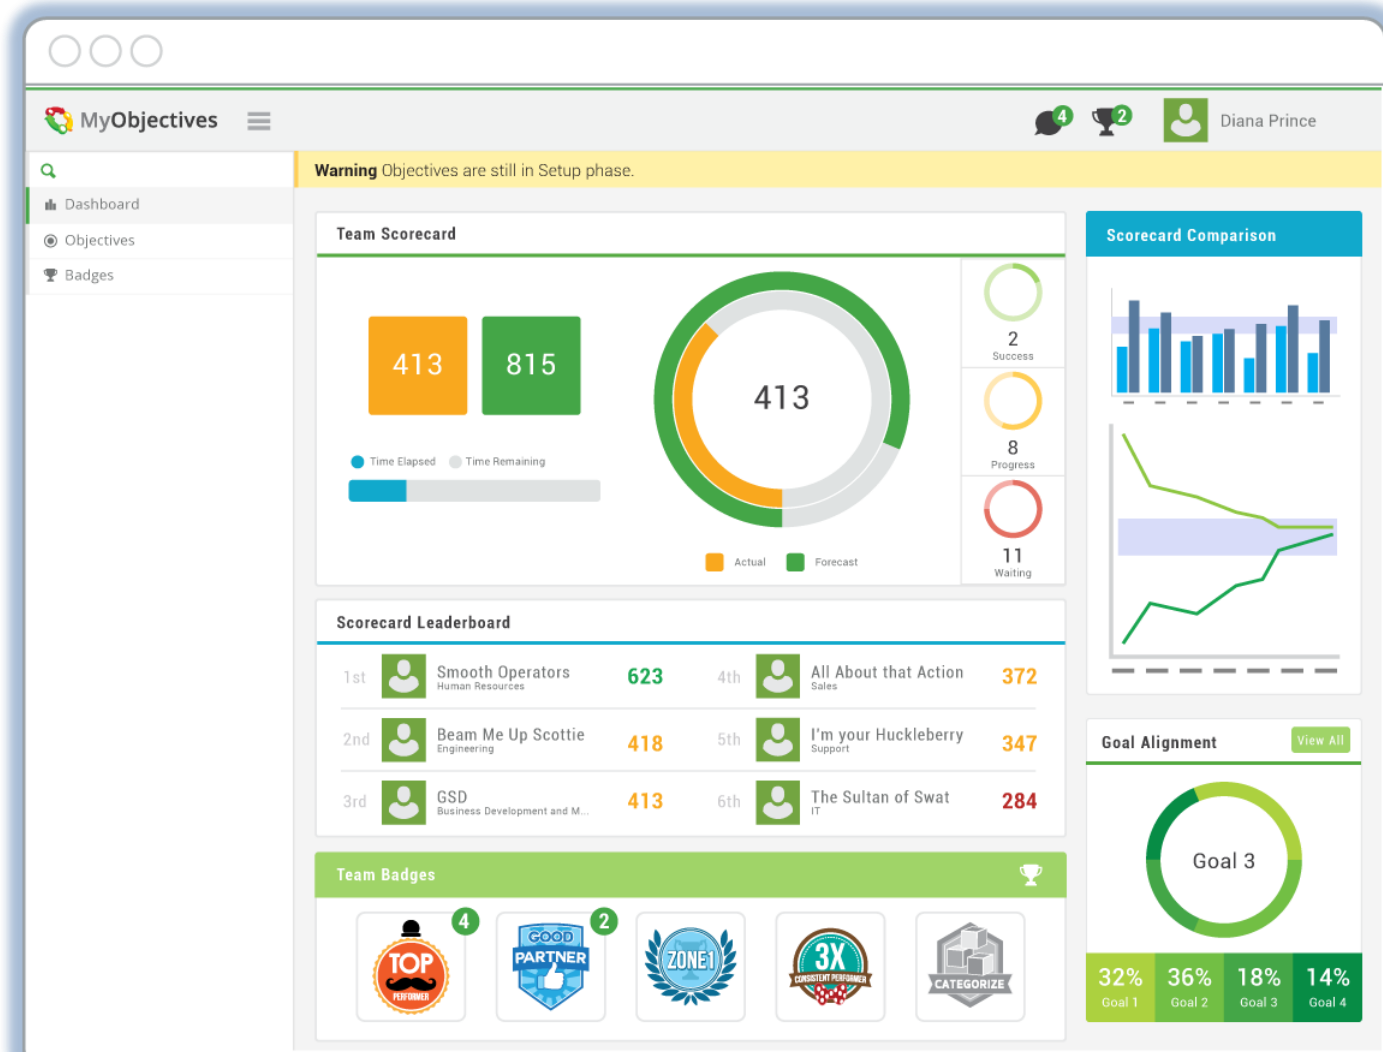 MyObjectives
4
2
Diana Prince
Warning Objectives are still in Setup phase.
Dashboard
Objectives
Badges
Team Scorecard
413
815
Time Elapsed
Time Remaining
413
Actual
Forecast
2
Success
8
Progress
11
Waiting
Scorecard Comparison
Scorecard Leaderboard
1st
Smooth Operators
Human Resources
623
2nd
Beam Me Up Scottie
Engineering
418
3rd
GSD
Business Development and M...
413
4th
All About that Action
Sales
372
5th
I'm your Huckleberry
Support
347
6th
The Sultan of Swat
IT
284
Goal Alignment
View All
Goal 3
32%
Goal 1
36%
Goal 2
18%
Goal 3
14%
Goal 4
Team Badges
4
TOP
PERFORMER
2
GOOD
PARTNER
ZONE1
3X
CONSISTENT PERFORMER
CATEGORIZE